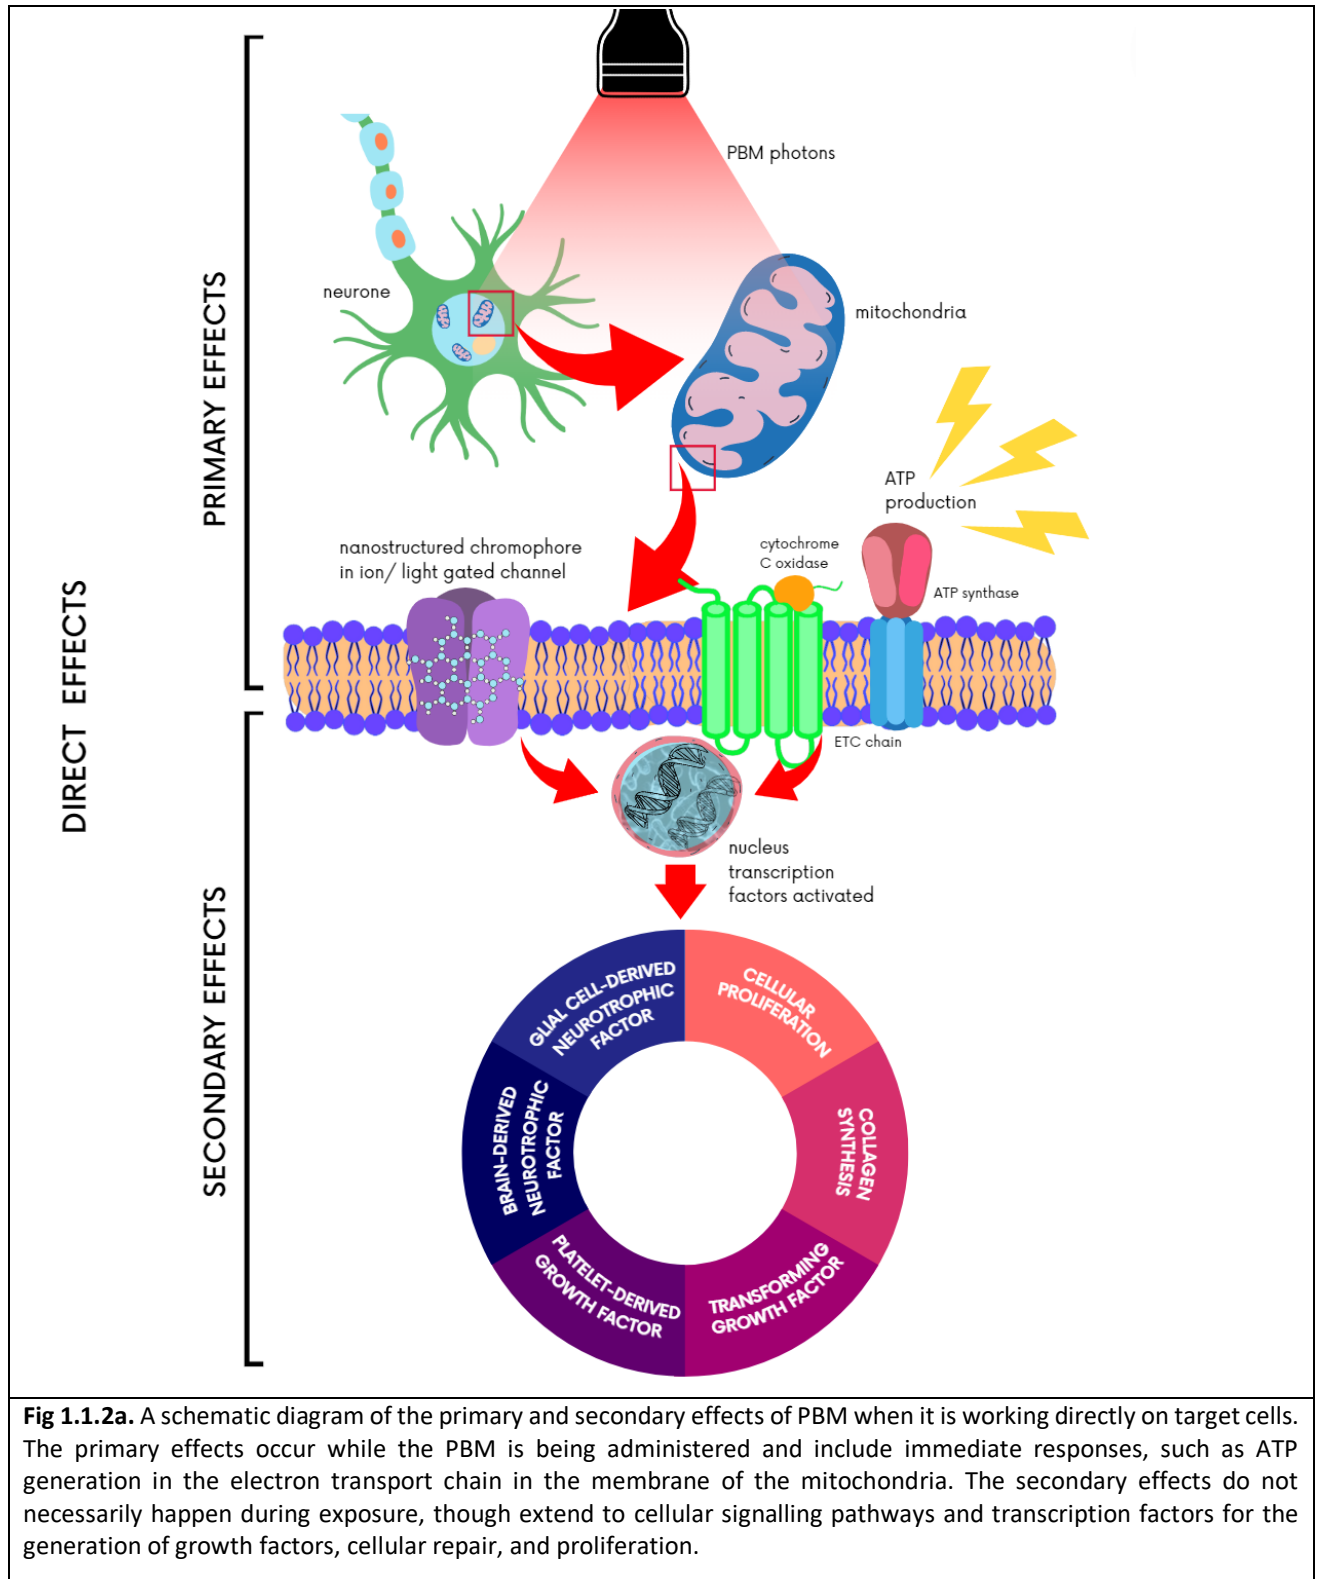 PBM photons
neurone
mitochondria
PRIMARY EFFECTS
ATP
production
nanostructured chromophore
in ion/ light gated channel
cytochrome
C oxidase
ATP synthase
DIRECT EFFECTS
ETC chain
nucleus
transcription
factors activated
SECONDARY EFFECTS
GLIAL CELL-DERIVED
NEUROTROPHIC
FACTOR
CELLULAR
PROLIFERATION
BRAIN-DERIVED
NEUROTROPHIC
FACTOR
COLLAGEN
SYNTHESIS
PLATELET-DERIVED
GROWTH FACTOR
TRANSFORMING
GROWTH FACTOR
Fig 1.1.2a. A schematic diagram of the primary and secondary effects of PBM when it is working directly on target cells.
The primary effects occur while the PBM is being administered and include immediate responses, such as ATP
generation in the electron transport chain in the membrane of the mitochondria. The secondary effects do not
necessarily happen during exposure, though extend to cellular signalling pathways and transcription factors for the
generation of growth factors, cellular repair, and proliferation.